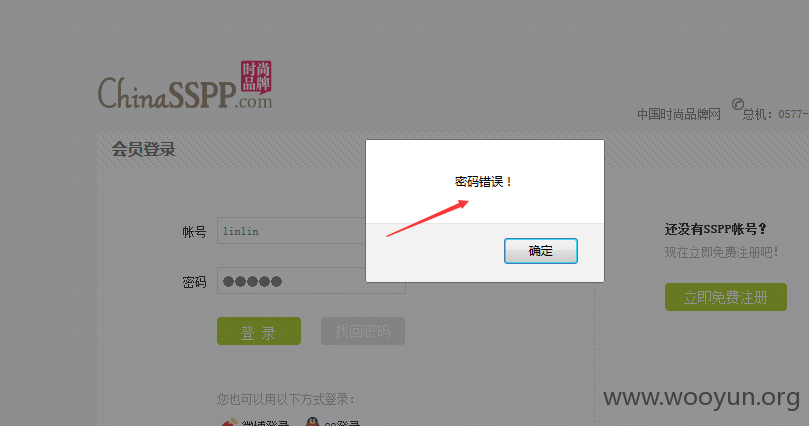 ChinaSSPP.com
时尚
品牌
中国时尚品牌网 总机：0577-
会员登录
密码错误！
确定
帐号 linlin
密码 ●●●●●
登 录 找回密码
还没有SSPP帐号？
现在立即免费注册吧！
立即免费注册
您也可以用以下方式登录：
微博登录 QQ登录
www.wooyun.org